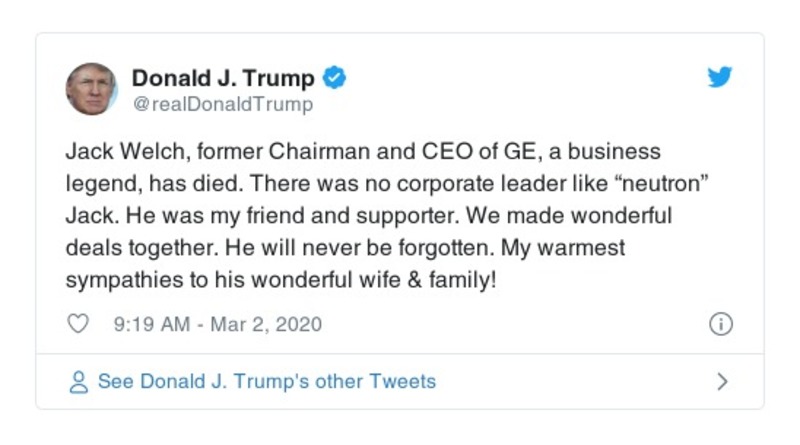 Donald J. Trump
@realDonaldTrump
Jack Welch, former Chairman and CEO of GE, a business
legend, has died. There was no corporate leader like “neutron”
Jack. He was my friend and supporter. We made wonderful
deals together. He will never be forgotten. My warmest
sympathies to his wonderful wife & family!
9:19 AM - Mar 2, 2020
See Donald J. Trump's other Tweets